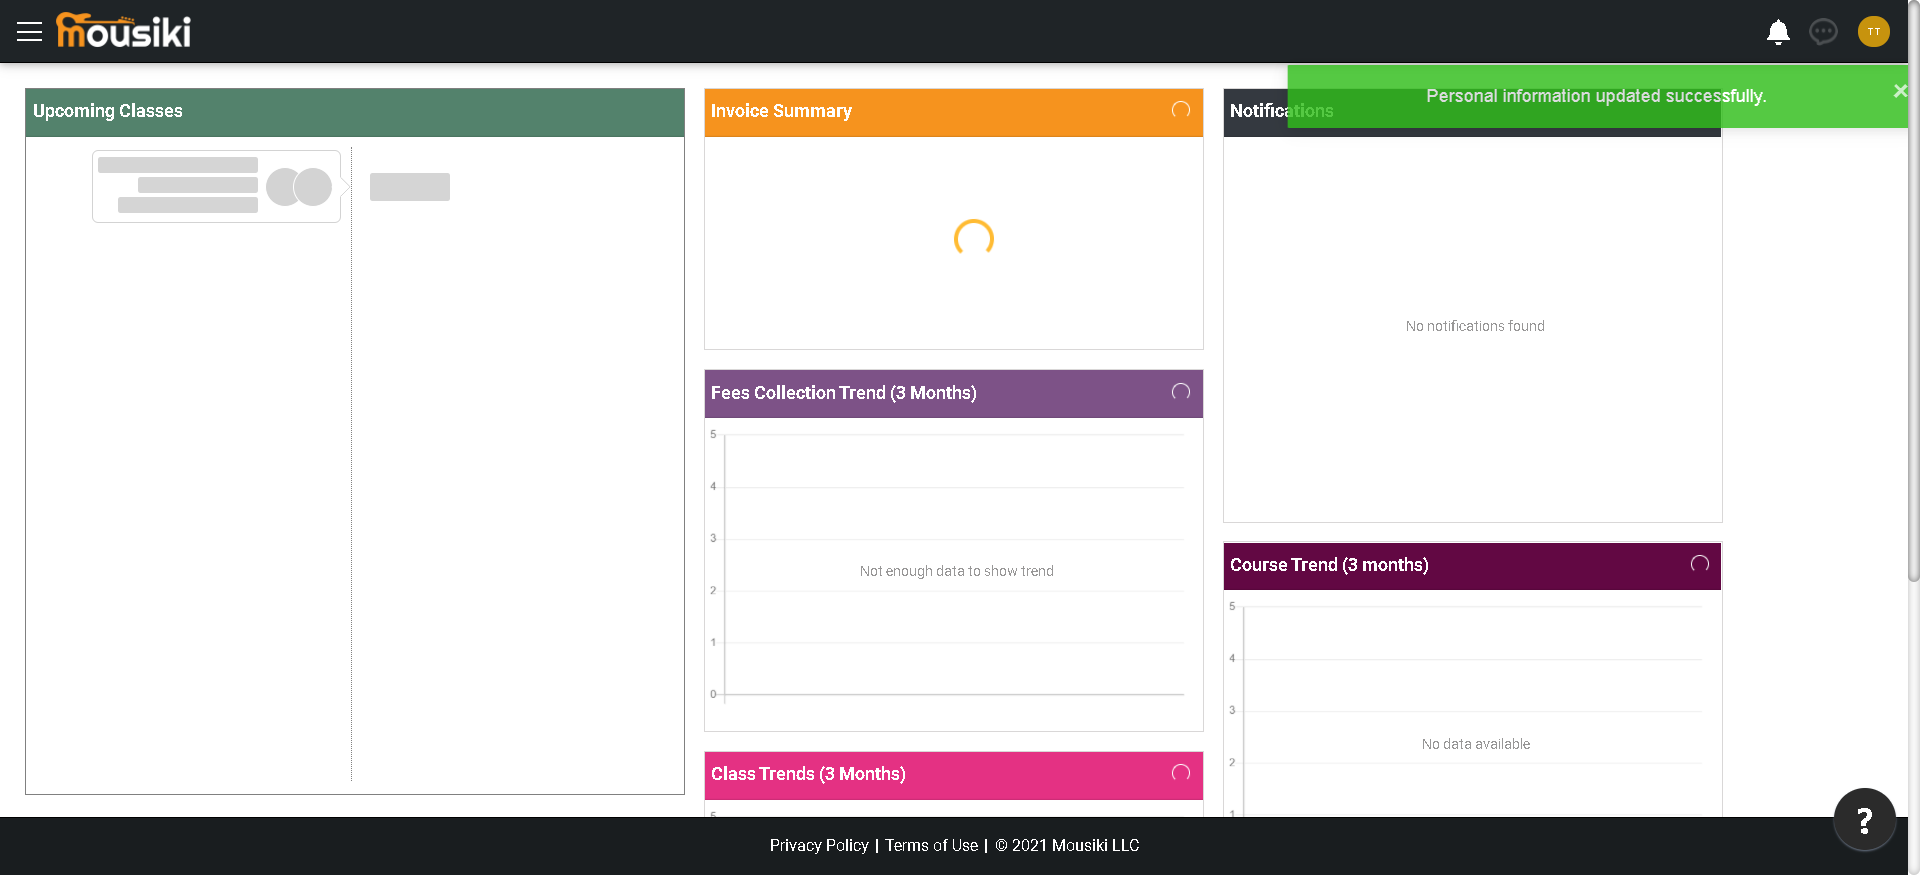 mousiki
TT
Personal information updated successfully.
×
Upcoming Classes
Invoice Summary
Notifications
No notifications found
Fees Collection Trend (3 Months)
5
4
3
2
1
0
Not enough data to show trend
Course Trend (3 months)
5
4
3
2
1
No data available
Class Trends (3 Months)
5
?
Privacy Policy | Terms of Use | © 2021 Mousiki LLC